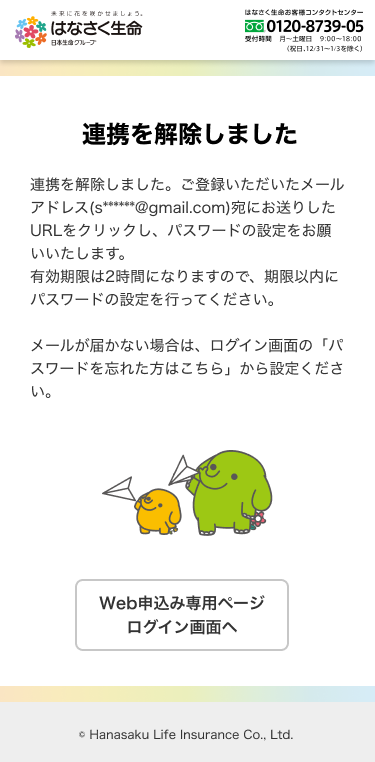 未来に花を咲かせましょう。
はなさく生命
日本生命グループ
はなさく生命お客様コンタクトセンター
0120-8739-05
受付時間 月〜土曜日 9:00〜18:00
(祝日、12/31〜1/3を除く)
連携を解除しました
連携を解除しました。ご登録いただいたメール
アドレス(s******@gmail.com)宛にお送りした
URLをクリックし、パスワードの設定をお願
いいたします。
有効期限は2時間になりますので、期限以内に
パスワードの設定を行ってください。
メールが届かない場合は、ログイン画面の「パ
スワードを忘れた方はこちら」から設定くださ
い。
Web申込み専用ページ
ログイン画面へ
© Hanasaku Life Insurance Co., Ltd.